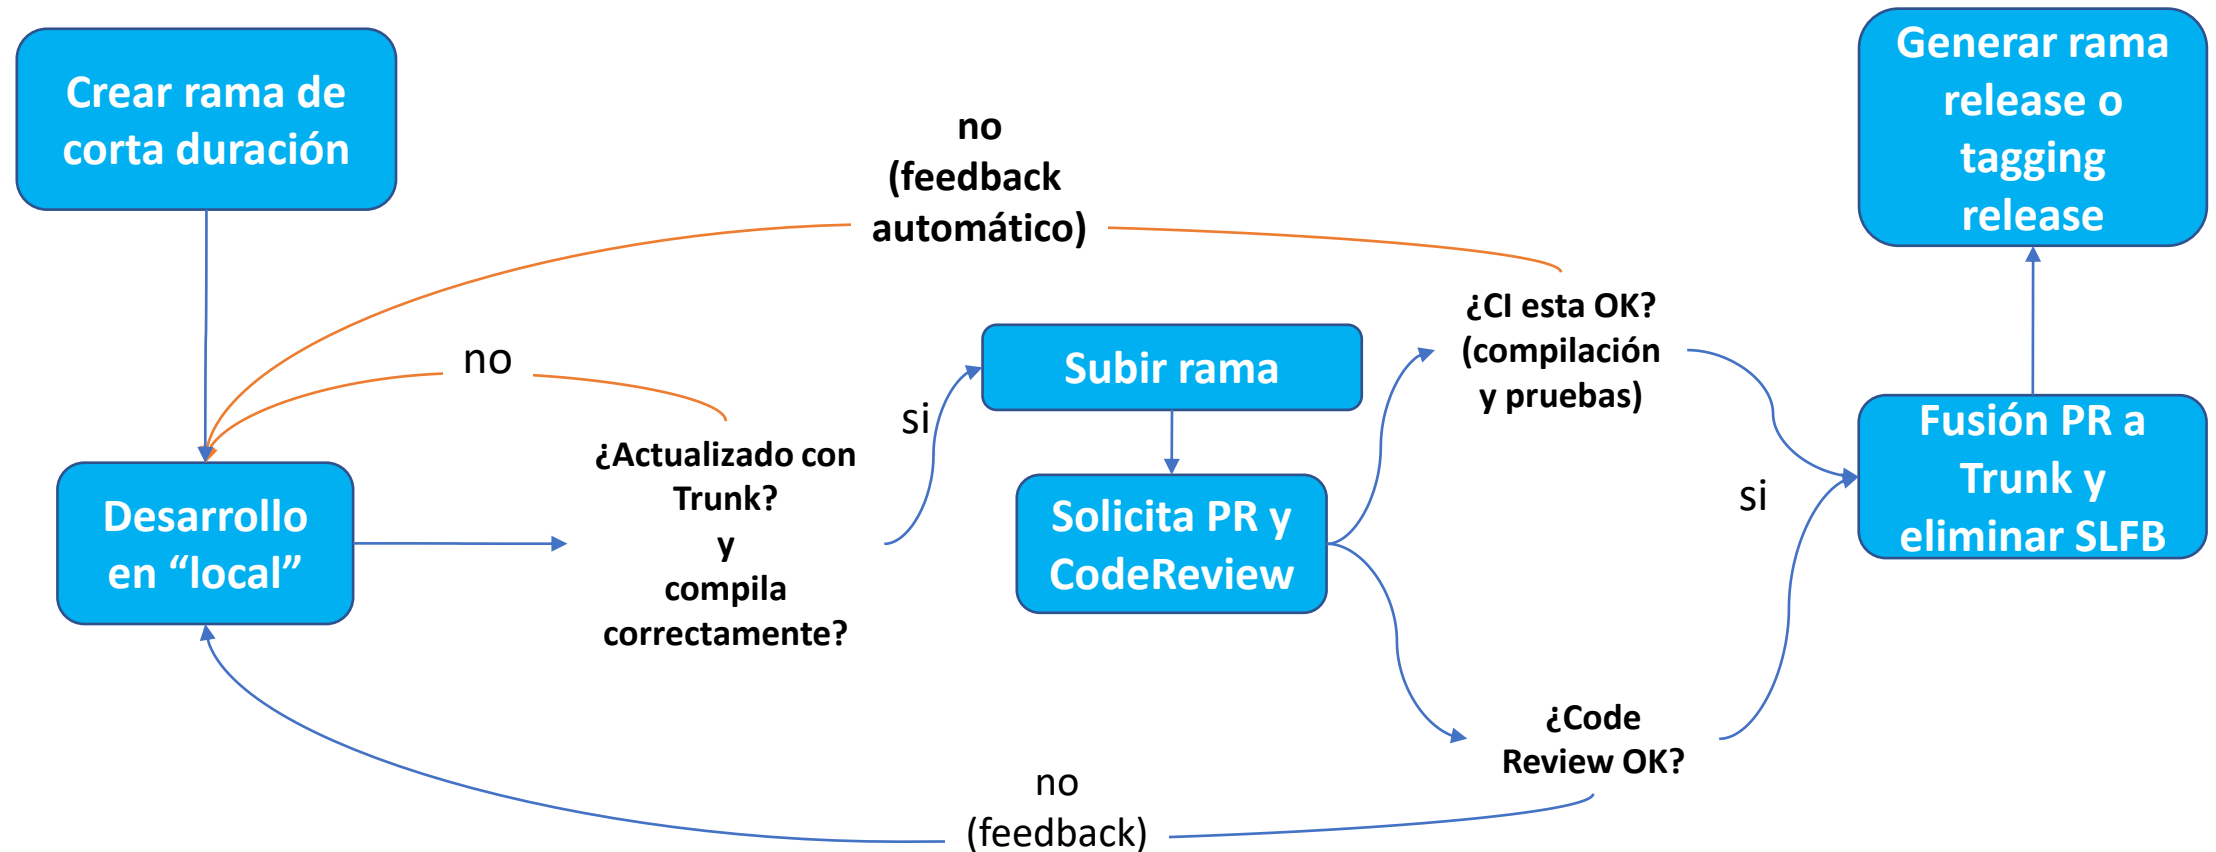 Crear rama de
corta duración
no
(feedback
automático)
Generar rama
release o
tagging
release
no
¿Actualizado con
Trunk?
y
compila
correctamente?
si
Subir rama
¿CI esta OK?
(compilación
y pruebas)
Desarrollo
en “local”
Solicita PR y
CodeReview
si
Fusión PR a
Trunk y
eliminar SLFB
¿Code
Review OK?
no
(feedback)